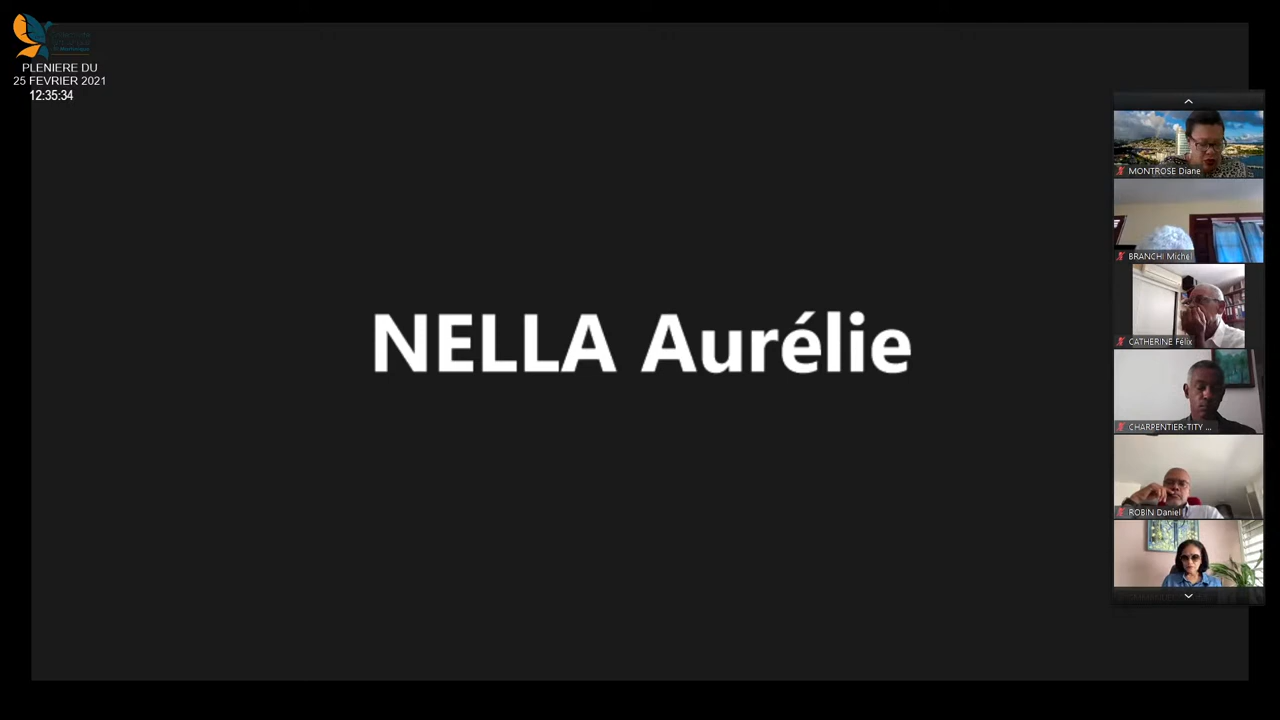 PLENIERE DU
25 FEVRIER 2021
12:35:34
NELLA Aurélie
MONTROSE Diane
BRANCHI Michel
CATHERINE Félix
CHARPENTIER-TITY ...
ROBIN Daniel